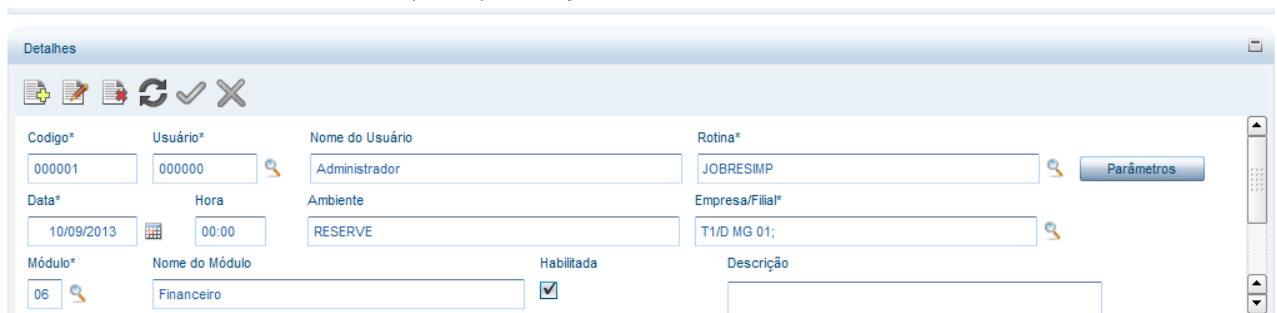 Detalhes
Codigo* Usuário* Nome do Usuário Rotina*
000001 000000 Administrador JOBRESIMP Parâmetros
Data* Hora Ambiente Empresa/Filial*
10/09/2013 00:00 RESERVE T1/D MG 01;
Módulo* Nome do Módulo Habilitada Descrição
06 Financeiro